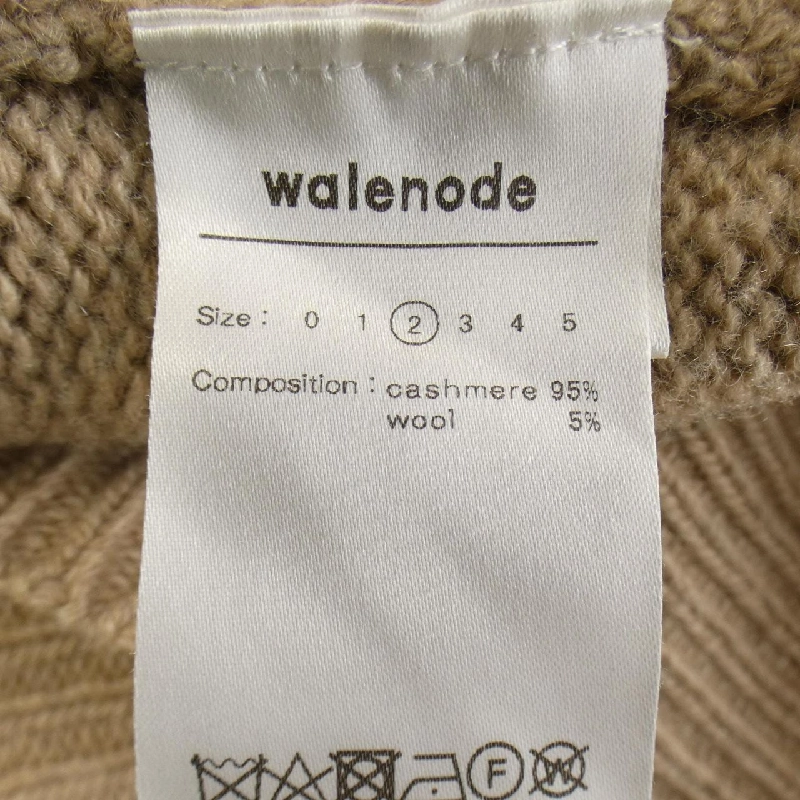 walenode
Size : 0 1 2 3 4 5
Composition : cashmere 95%
wool 5%
F W